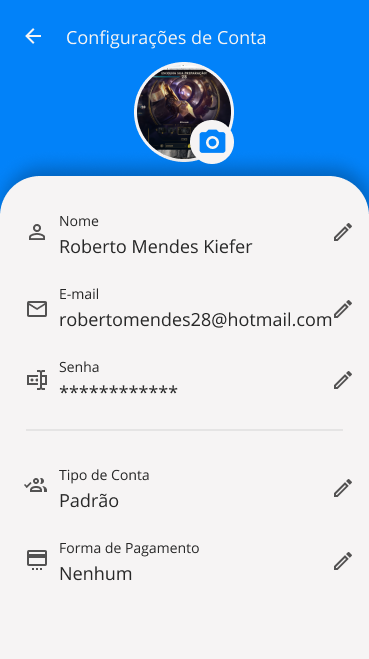 Configurações de Conta
Nome
Roberto Mendes Kiefer
E-mail
robertomendes28@hotmail.com
Senha
************
Tipo de Conta
Padrão
Forma de Pagamento
Nenhum